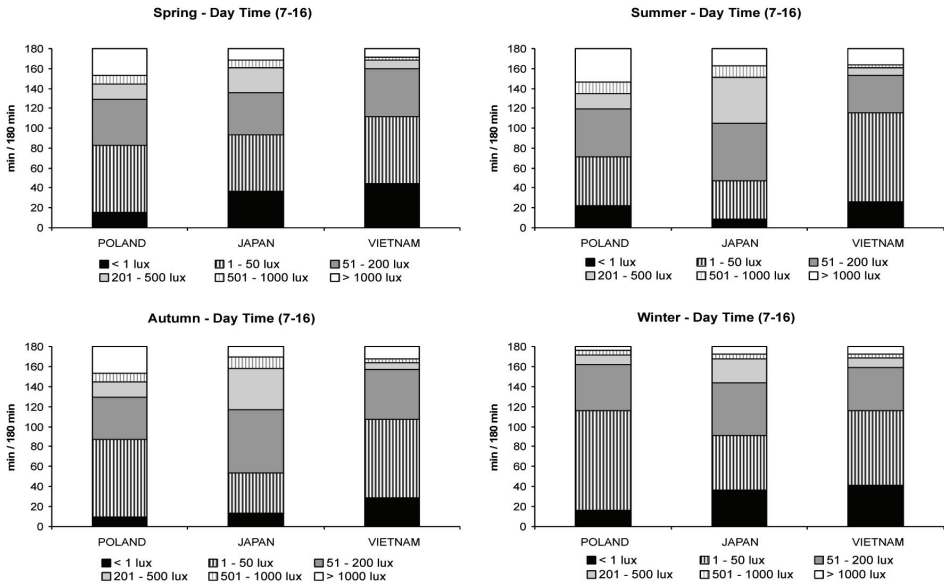 Spring - Day Time (7-16)
min / 180 min
180
160
140
120
100
80
60
40
20
0
POLAND JAPAN VIETNAM
< 1 lux 1 - 50 lux 51 - 200 lux
201 - 500 lux 501 - 1000 lux > 1000 lux
Summer - Day Time (7-16)
min / 180 min
180
160
140
120
100
80
60
40
20
0
POLAND JAPAN VIETNAM
< 1 lux 1 - 50 lux 51 - 200 lux
201 - 500 lux 501 - 1000 lux > 1000 lux
Autumn - Day Time (7-16)
min / 180 min
180
160
140
120
100
80
60
40
20
0
POLAND JAPAN VIETNAM
< 1 lux 1 - 50 lux 51 - 200 lux
201 - 500 lux 501 - 1000 lux > 1000 lux
Winter - Day Time (7-16)
min / 180 min
180
160
140
120
100
80
60
40
20
0
POLAND JAPAN VIETNAM
< 1 lux 1 - 50 lux 51 - 200 lux
201 - 500 lux 501 - 1000 lux > 1000 lux